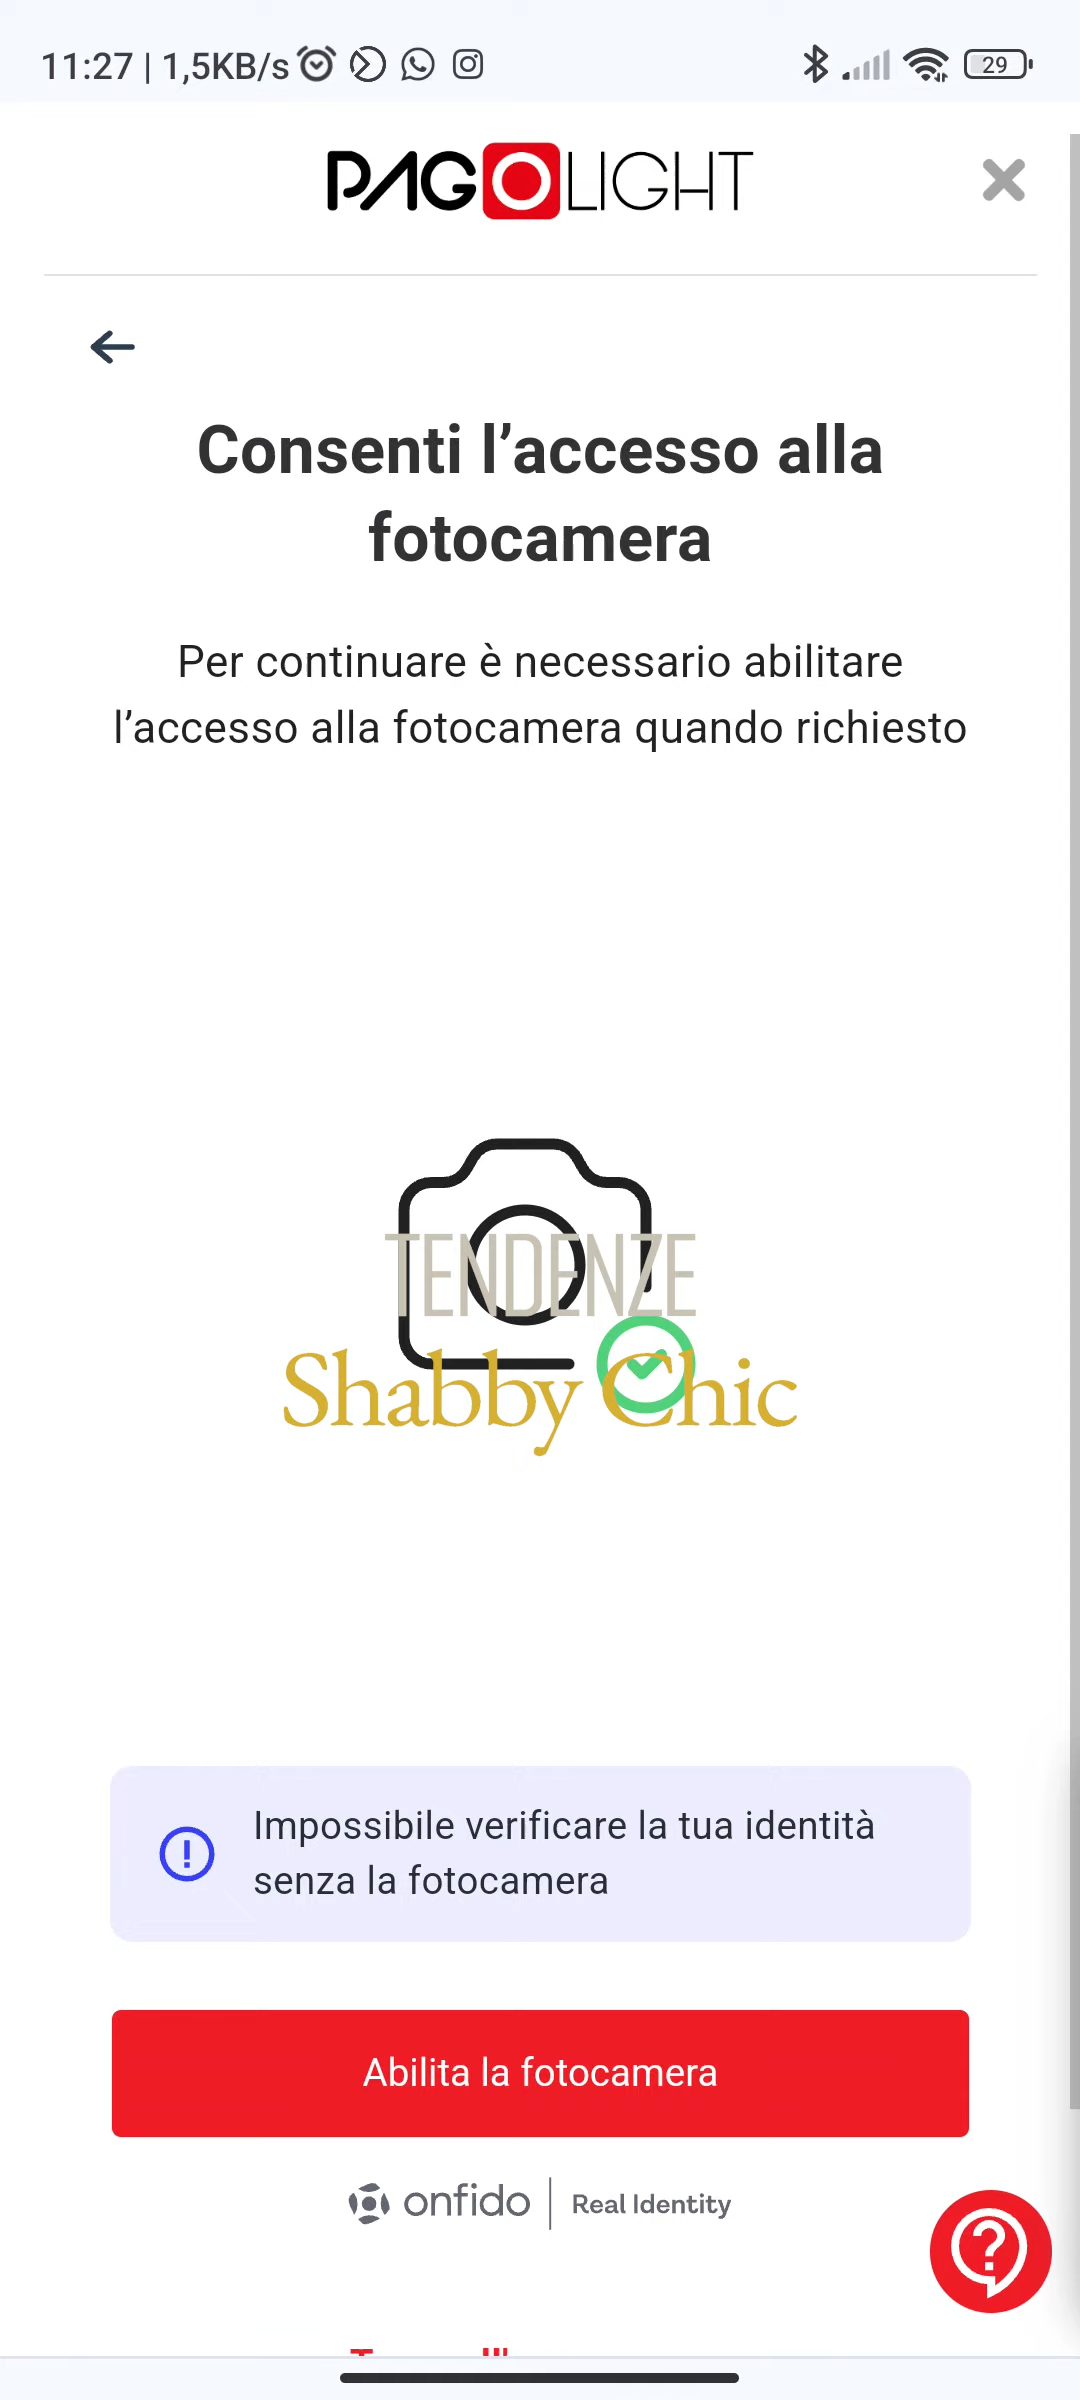 11:27 | 1,5KB/s
29
PAGOLIGHT
Consenti l’accesso alla
fotocamera
Per continuare è necessario abilitare
l’accesso alla fotocamera quando richiesto
TENDENZE
Shabby Chic
Impossibile verificare la tua identità
senza la fotocamera
Abilita la fotocamera
onfido | Real Identity